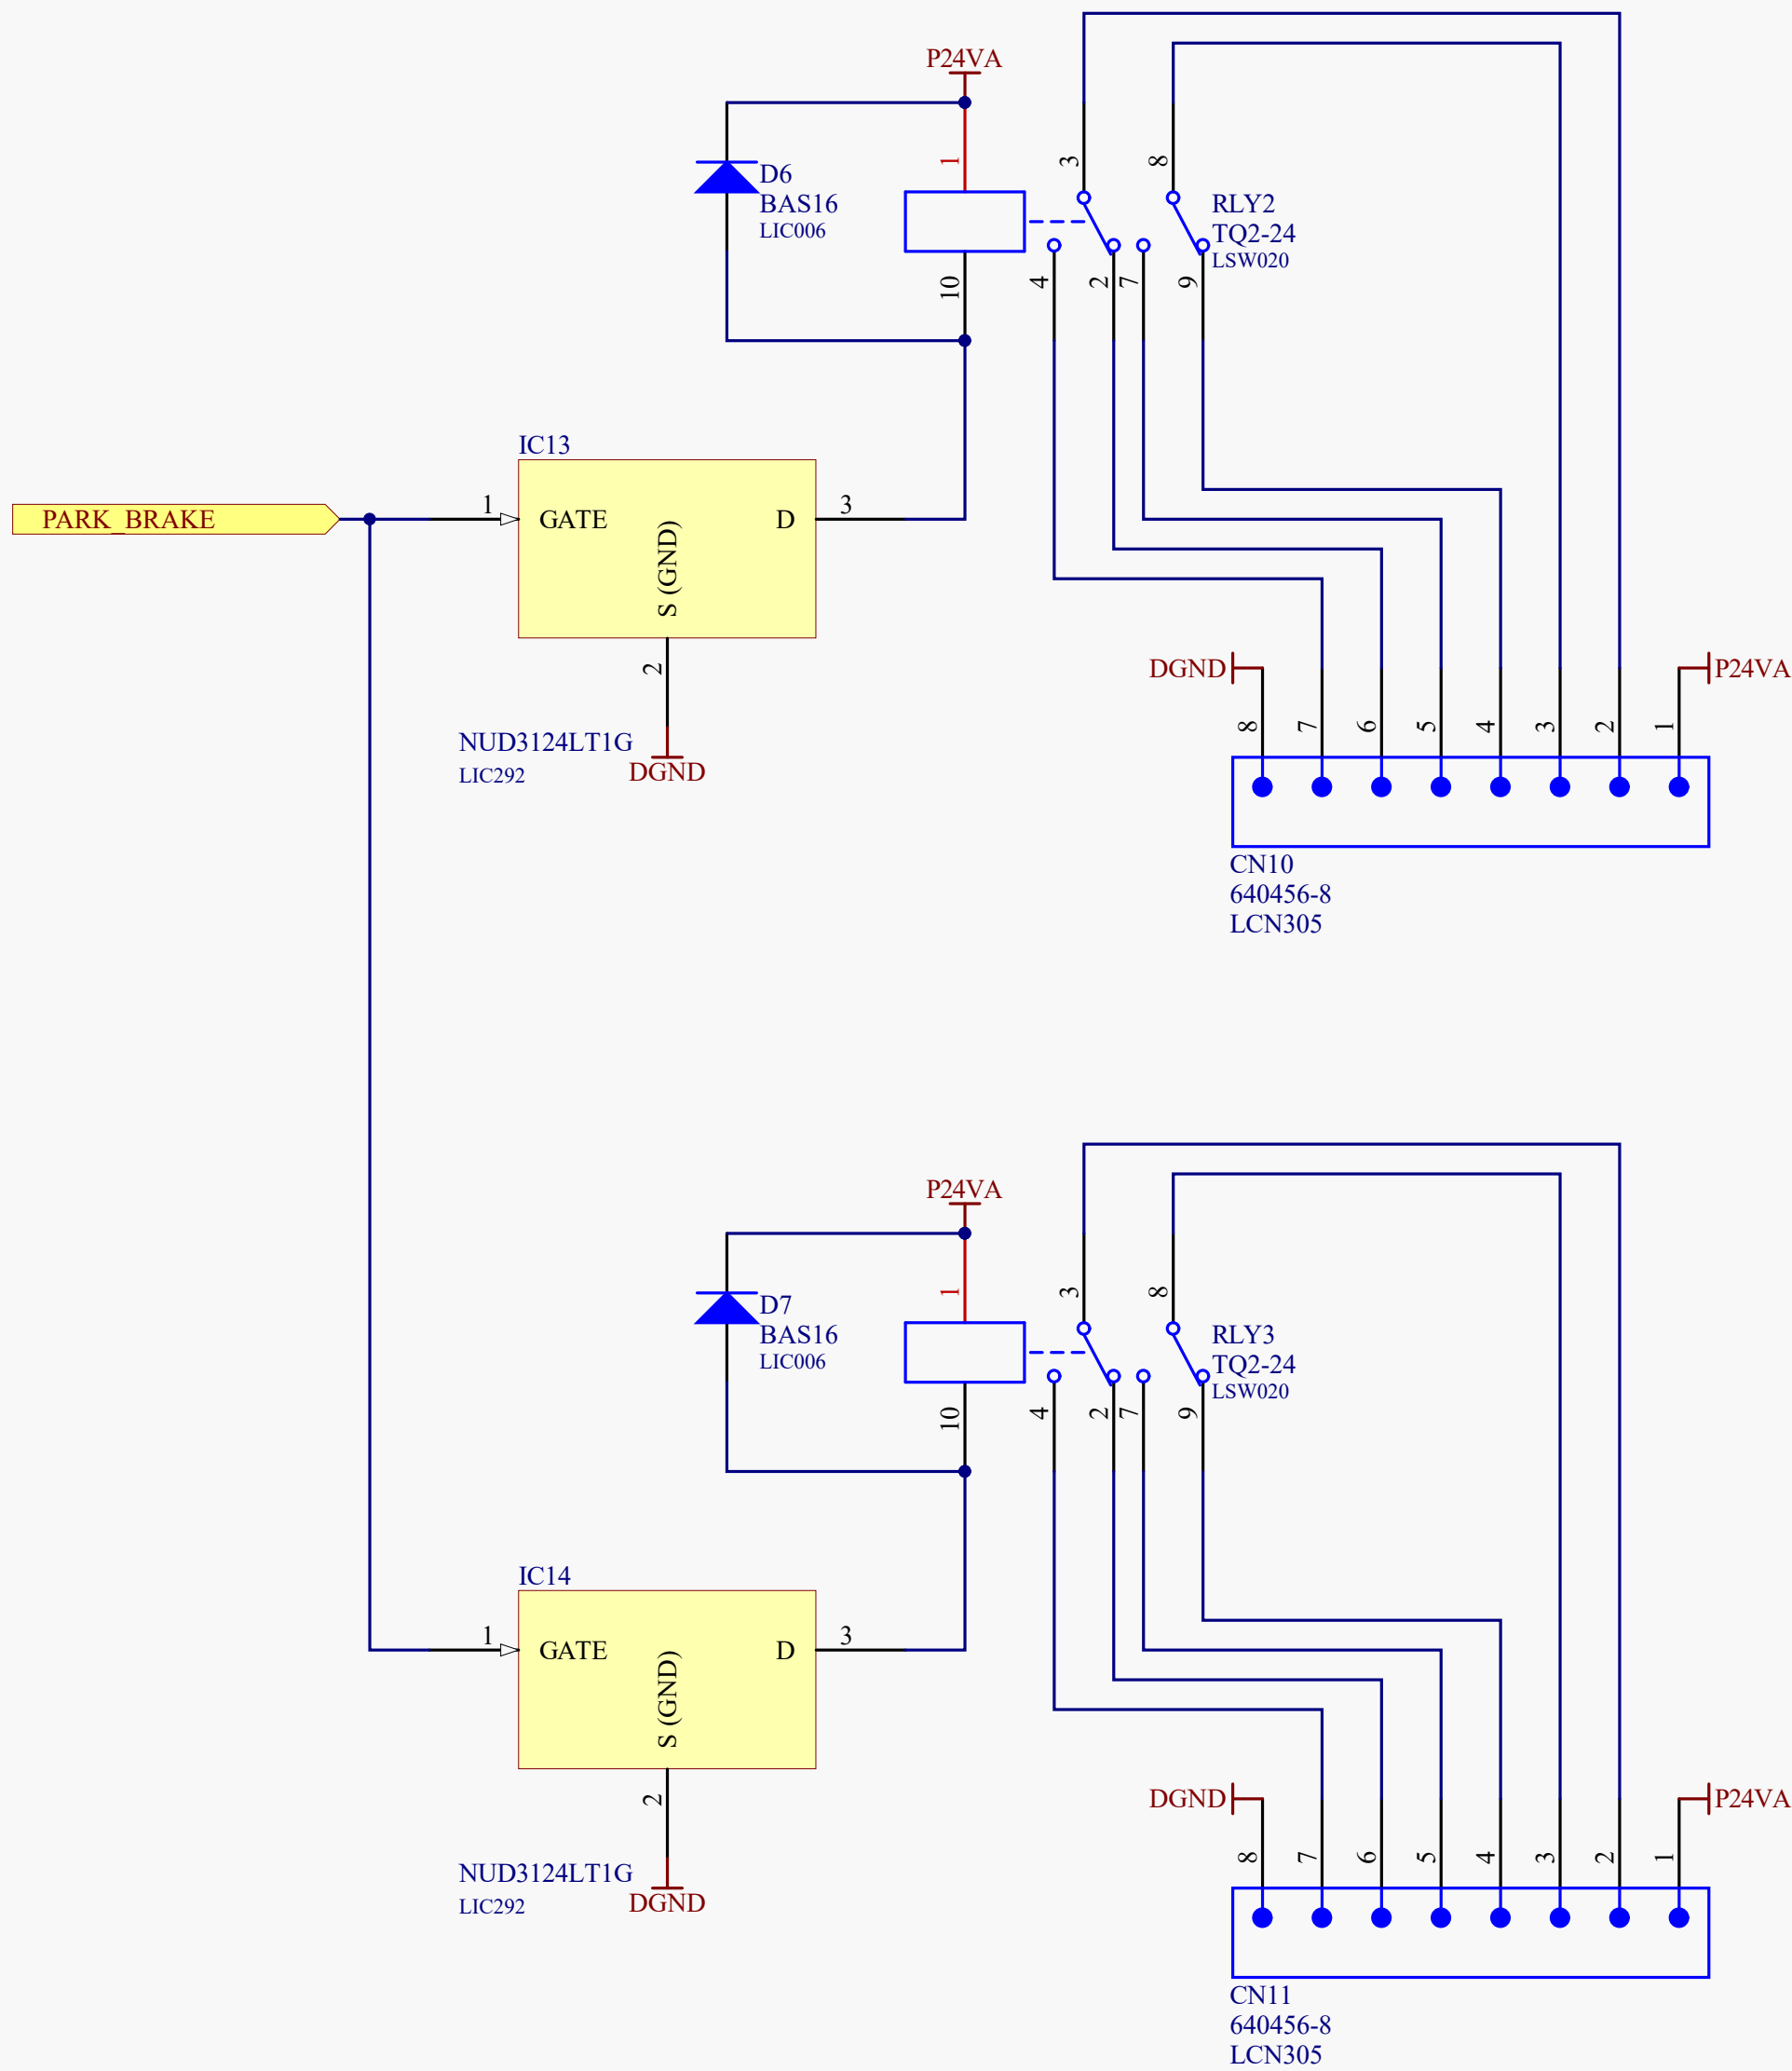 P24VA
1
D6
BAS16
LIC006
10
3
8
RLY2
TQ2-24
LSW020
4
2
7
9
PARK_BRAKE
IC13
1
GATE
S (GND)
D
3
2
NUD3124LT1G
LIC292
DGND
DGND
P24VA
8
7
6
5
4
3
2
1
CN10
640456-8
LCN305
P24VA
1
D7
BAS16
LIC006
10
3
8
RLY3
TQ2-24
LSW020
4
2
7
9
IC14
1
GATE
S (GND)
D
3
2
NUD3124LT1G
LIC292
DGND
DGND
P24VA
8
7
6
5
4
3
2
1
CN11
640456-8
LCN305